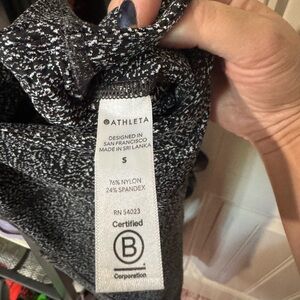 ATHLETA
DESIGNED IN
SAN FRANCISCO
MADE IN SRI LANKA
S
76% NYLON
24% SPANDEX
RN 54023
Certified
B
Corporation